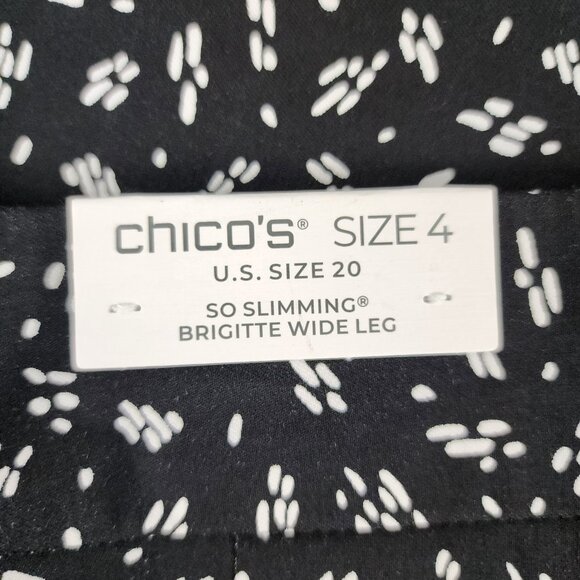 chico's® SIZE 4
U.S. SIZE 20
SO SLIMMING®
BRIGITTE WIDE LEG